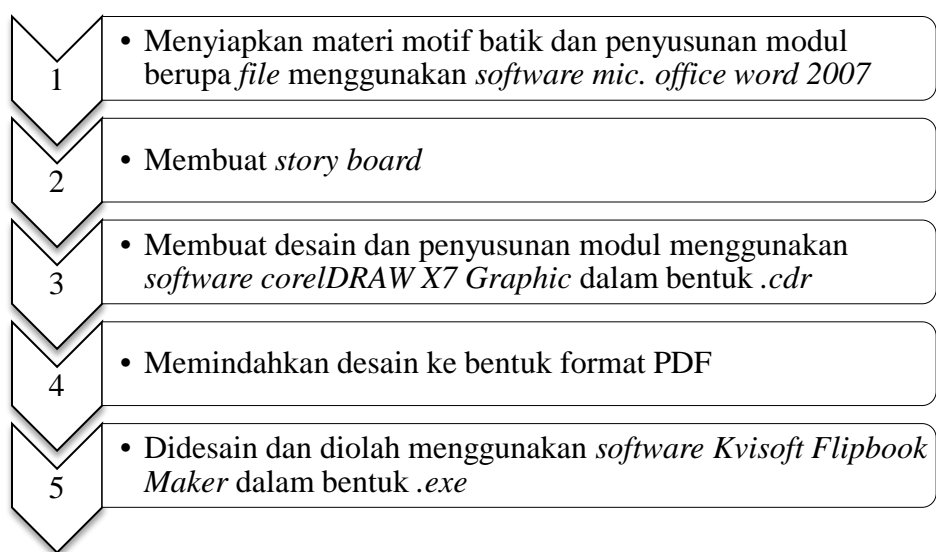 1
• Menyiapkan materi motif batik dan penyusunan modul
berupa file menggunakan software mic. office word 2007
2
• Membuat story board
3
• Membuat desain dan penyusunan modul menggunakan
software corelDRAW X7 Graphic dalam bentuk .cdr
4
• Memindahkan desain ke bentuk format PDF
5
• Didesain dan diolah menggunakan software Kvisoft Flipbook
Maker dalam bentuk .exe